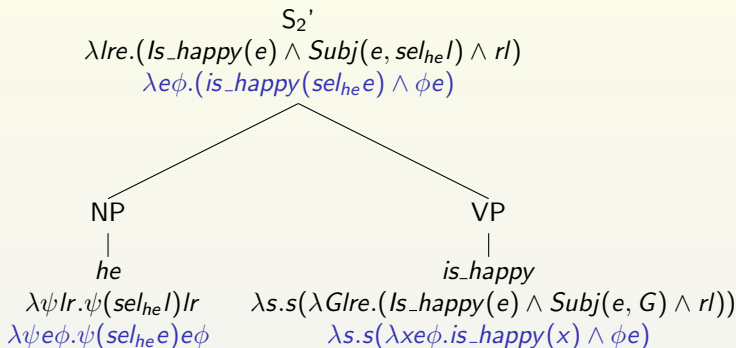 S₂'
λlre.(Is_happy(e) ∧ Subj(e, sel_he l) ∧ rl)
λeϕ.(is_happy(sel_he e) ∧ ϕe)
NP VP
he is_happy
λψlr.ψ(sel_he l)lr λs.s(λGlre.(Is_happy(e) ∧ Subj(e, G) ∧ rl))
λψeϕ.ψ(sel_he e)eϕ λs.s(λxeϕ.is_happy(x) ∧ ϕe)